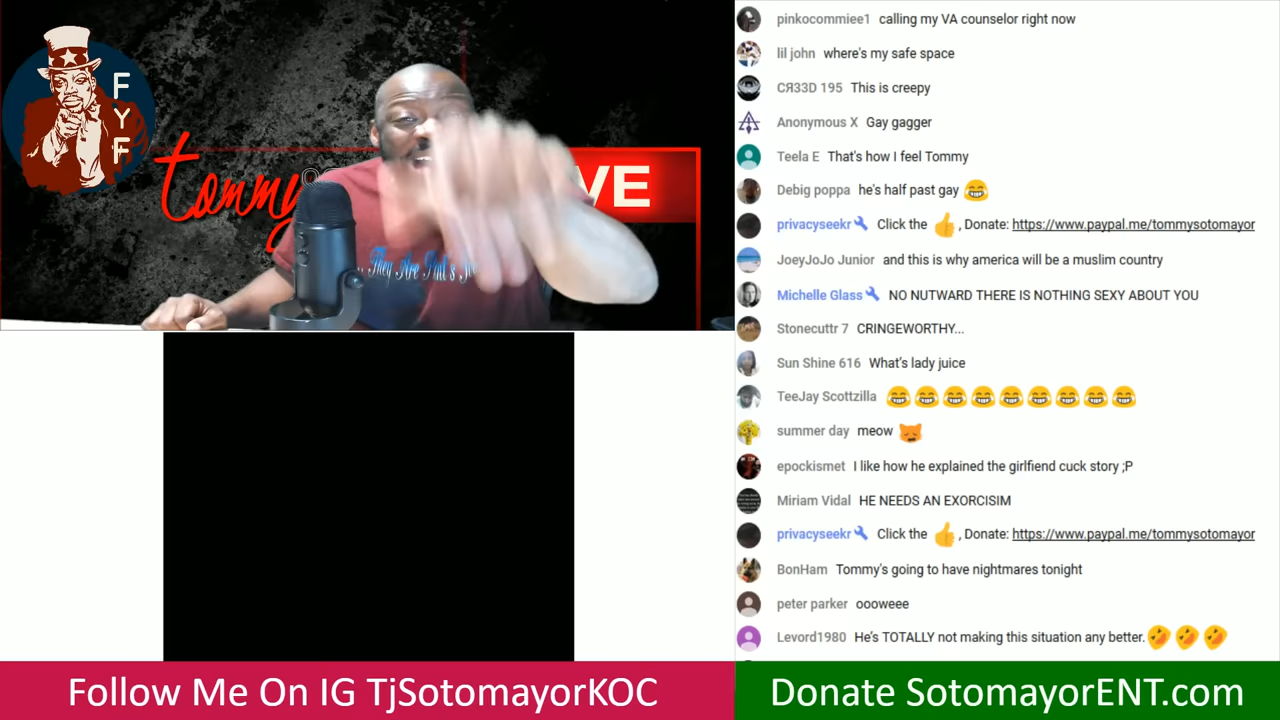 F
Y
F
tommy
VE
They Are Phil's
pinkocommiee1 calling my VA counselor right now
lil john where's my safe space
CЯ33D 195 This is creepy
Anonymous X Gay gagger
Teela E That's how I feel Tommy
Debig poppa he's half past gay 😂
privacyseekr Click the 👍 , Donate: https://www.paypal.me/tommysotomayor
JoeyJoJo Junior and this is why america will be a muslim country
Michelle Glass NO NUTWARD THERE IS NOTHING SEXY ABOUT YOU
Stonecuttr 7 CRINGEWORTHY...
Sun Shine 616 What's lady juice
TeeJay Scottzilla 😂😂😂😂😂😂😂😂😂
summer day meow 😿
epockismet I like how he explained the girlfiend cuck story ;P
Miriam Vidal HE NEEDS AN EXORCISIM
privacyseekr Click the 👍 , Donate: https://www.paypal.me/tommysotomayor
BonHam Tommy's going to have nightmares tonight
peter parker oooweee
Levord1980 He's TOTALLY not making this situation any better. 🤣🤣🤣
Follow Me On IG TjSotomayorKOC
Donate SotomayorENT.com